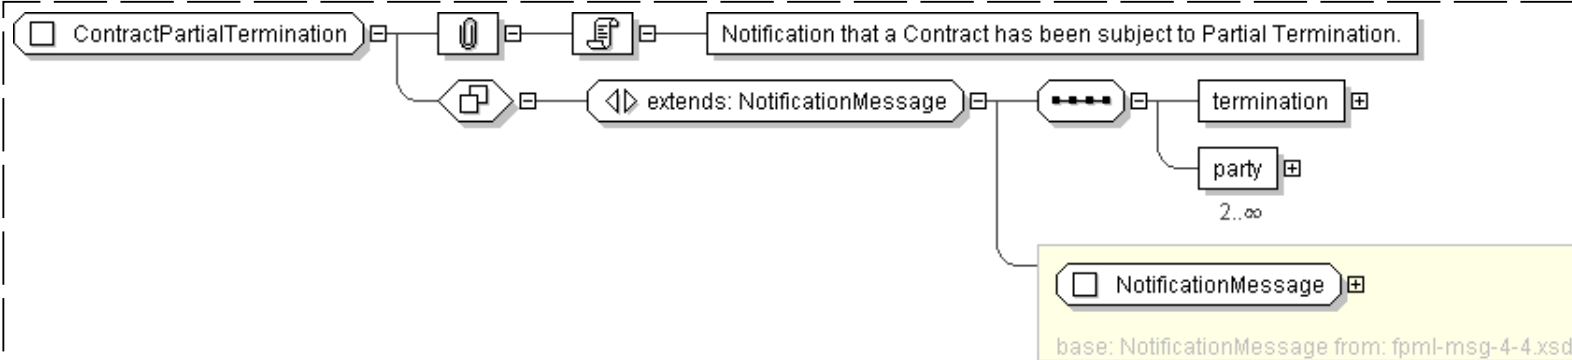 ContractPartialTermination
Notification that a Contract has been subject to Partial Termination.
extends: NotificationMessage
termination
party
2..∞
NotificationMessage
base: NotificationMessage from: fpml-msg-4-4.xsd